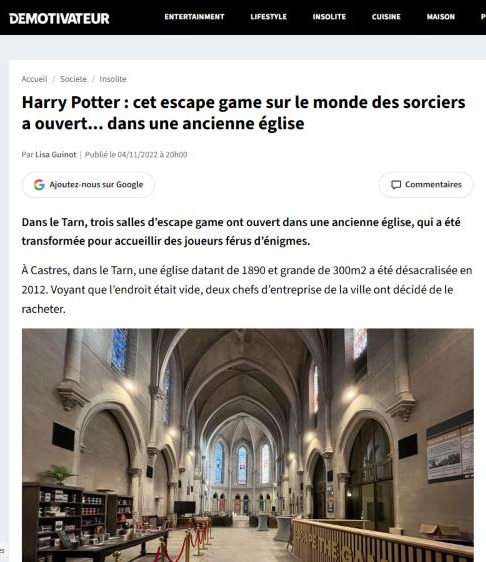 DEMOTIVATEUR
ENTERTAINMENT LIFESTYLE INSOLITE CUISINE MAISON P
Accueil / Societe / Insolite
Harry Potter : cet escape game sur le monde des sorciers
a ouvert... dans une ancienne église
Par Lisa Guinot | Publié le 04/11/2022 à 20h00
Ajoutez-nous sur Google
Commentaires
Dans le Tarn, trois salles d’escape game ont ouvert dans une ancienne église, qui a été
transformée pour accueillir des joueurs férus d’énigmes.
À Castres, dans le Tarn, une église datant de 1890 et grande de 300m2 a été désacralisée en
2012. Voyant que l’endroit était vide, deux chefs d’entreprise de la ville ont décidé de le
racheter.
ESCAPE THE GAME
es